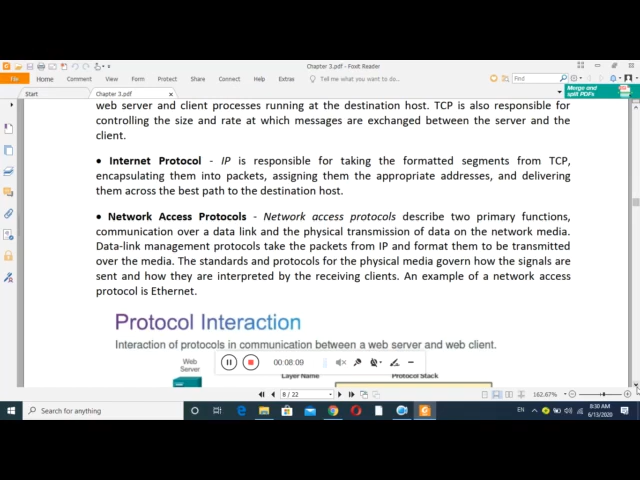 Chapter 3.pdf - Foxit Reader
File Home Comment View Form Protect Share Connect Help Extras Tell me what you want to do... Find
Start Chapter 3.pdf
Merge and
split PDFs
web server and client processes running at the destination host. TCP is also responsible for
controlling the size and rate at which messages are exchanged between the server and the
client.
• Internet Protocol - IP is responsible for taking the formatted segments from TCP,
encapsulating them into packets, assigning them the appropriate addresses, and delivering
them across the best path to the destination host.
• Network Access Protocols - Network access protocols describe two primary functions,
communication over a data link and the physical transmission of data on the network media.
Data-link management protocols take the packets from IP and format them to be transmitted
over the media. The standards and protocols for the physical media govern how the signals are
sent and how they are interpreted by the receiving clients. An example of a network access
protocol is Ethernet.
Protocol Interaction
Interaction of protocols in communication between a web server and web client.
Web
Server
00:08:09
Layer Name Protocol Stack
8 / 22 162.67%
Search for anything
EN
8:30 AM
6/13/2020